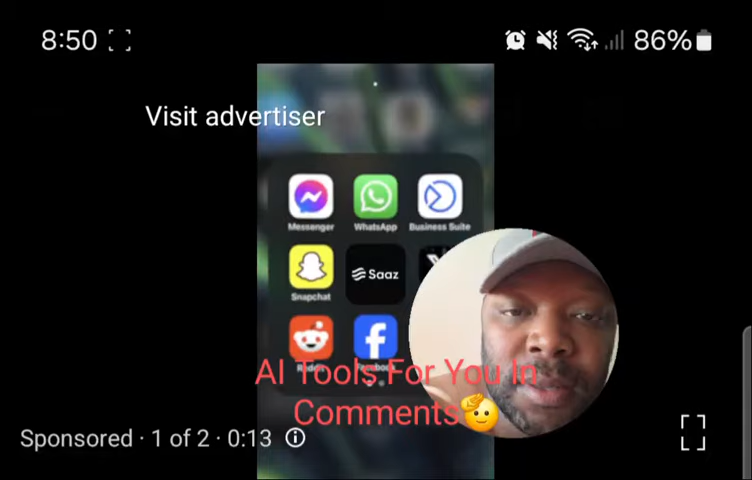 8:50
86%
Visit advertiser
Messenger
WhatsApp
Business Suite
Snapchat
Saaz
AI Tools For You In
Comments🫡
Sponsored · 1 of 2 · 0:13